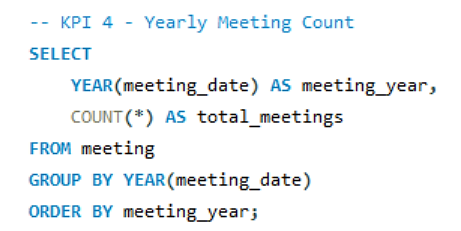 -- KPI 4 - Yearly Meeting Count
SELECT
    YEAR(meeting_date) AS meeting_year,
    COUNT(*) AS total_meetings
FROM meeting
GROUP BY YEAR(meeting_date)
ORDER BY meeting_year;